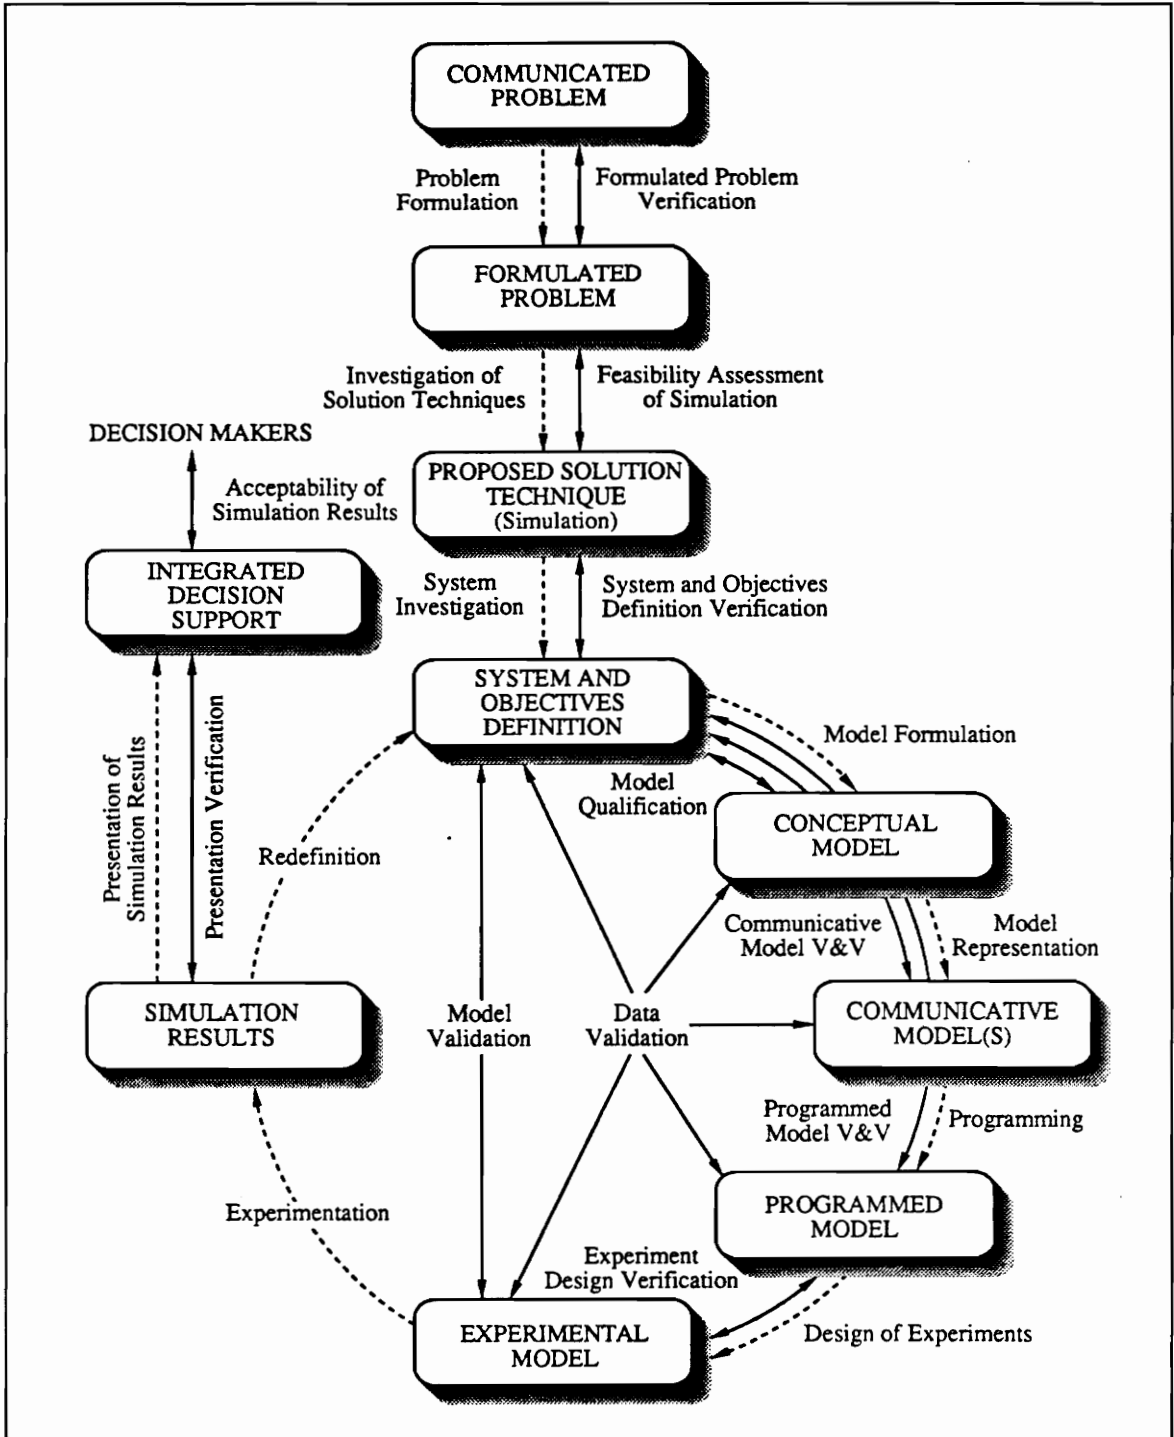 COMMUNICATED
PROBLEM
Problem
Formulation
Formulated Problem
Verification
FORMULATED
PROBLEM
Investigation of
Solution Techniques
Feasibility Assessment
of Simulation
DECISION MAKERS
Acceptability of
Simulation Results
PROPOSED SOLUTION
TECHNIQUE
(Simulation)
INTEGRATED
DECISION
SUPPORT
System
Investigation
System and Objectives
Definition Verification
SYSTEM AND
OBJECTIVES
DEFINITION
Presentation of
Simulation Results
Presentation Verification
Model Formulation
Model
Qualification
CONCEPTUAL
MODEL
Redefinition
Communicative
Model V&V
Model
Representation
SIMULATION
RESULTS
Model
Validation
Data
Validation
COMMUNICATIVE
MODEL(S)
Programmed
Model V&V
Programming
PROGRAMMED
MODEL
Experimentation
Experiment
Design Verification
EXPERIMENTAL
MODEL
Design of Experiments